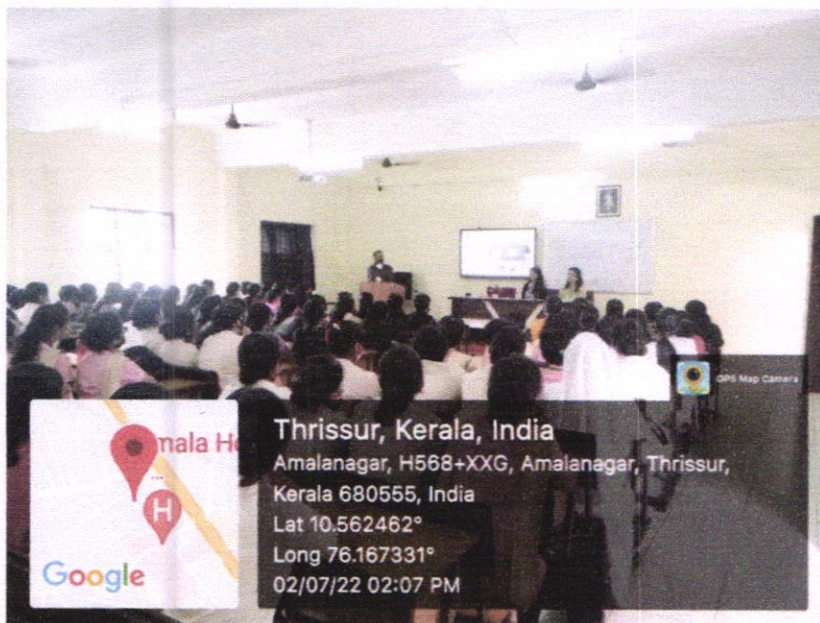 GPS Map Camera
mala Ho
H
Google
Thrissur, Kerala, India
Amalanagar, H568+XXG, Amalanagar, Thrissur,
Kerala 680555, India
Lat 10.562462°
Long 76.167331°
02/07/22 02:07 PM